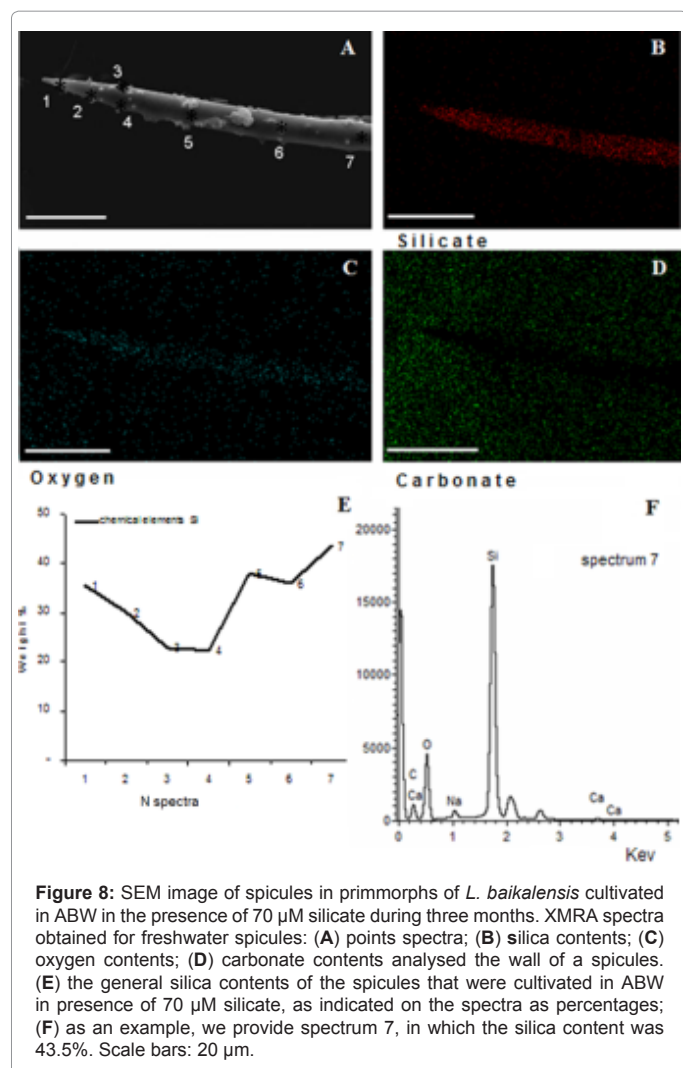 A
B
3
1
2
4
5
6
7
Silicate
C
D
Oxygen
Carbonate
E
F
50
40
30
20
10
-
Weight %
chemical elements Si
1
2
3
4
5
6
7
1 2 3 4 5 6 7
N spectra
20000
15000
10000
5000
0
Si
spectrum 7
O
C
Ca
Na
Ca
Ca
0 1 2 3 4 5
Kev
Figure 8: SEM image of spicules in primmorphs of L. baikalensis cultivated
in ABW in the presence of 70 µM silicate during three months. XMRA spectra
obtained for freshwater spicules: (A) points spectra; (B) silica contents; (C)
oxygen contents; (D) carbonate contents analysed the wall of a spicules.
(E) the general silica contents of the spicules that were cultivated in ABW
in presence of 70 µM silicate, as indicated on the spectra as percentages;
(F) as an example, we provide spectrum 7, in which the silica content was
43.5%. Scale bars: 20 µm.